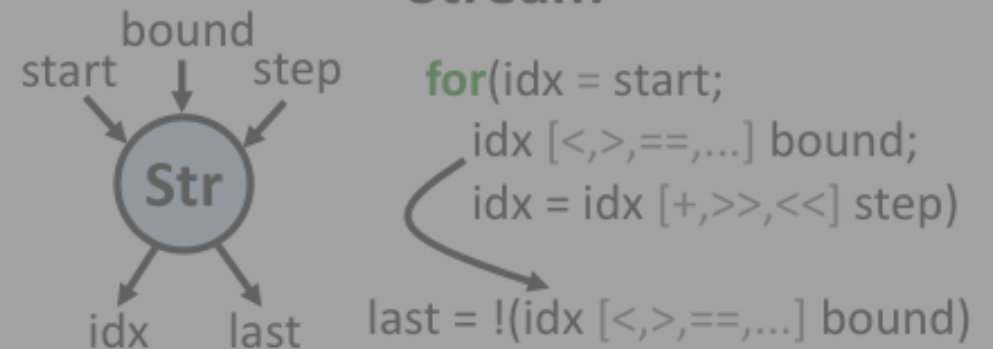 bound
start
step
Str
idx
last
for(idx = start;
idx [<,>,==,...] bound;
idx = idx [+,>>,<<] step)
last = !(idx [<,>,==,...] bound)